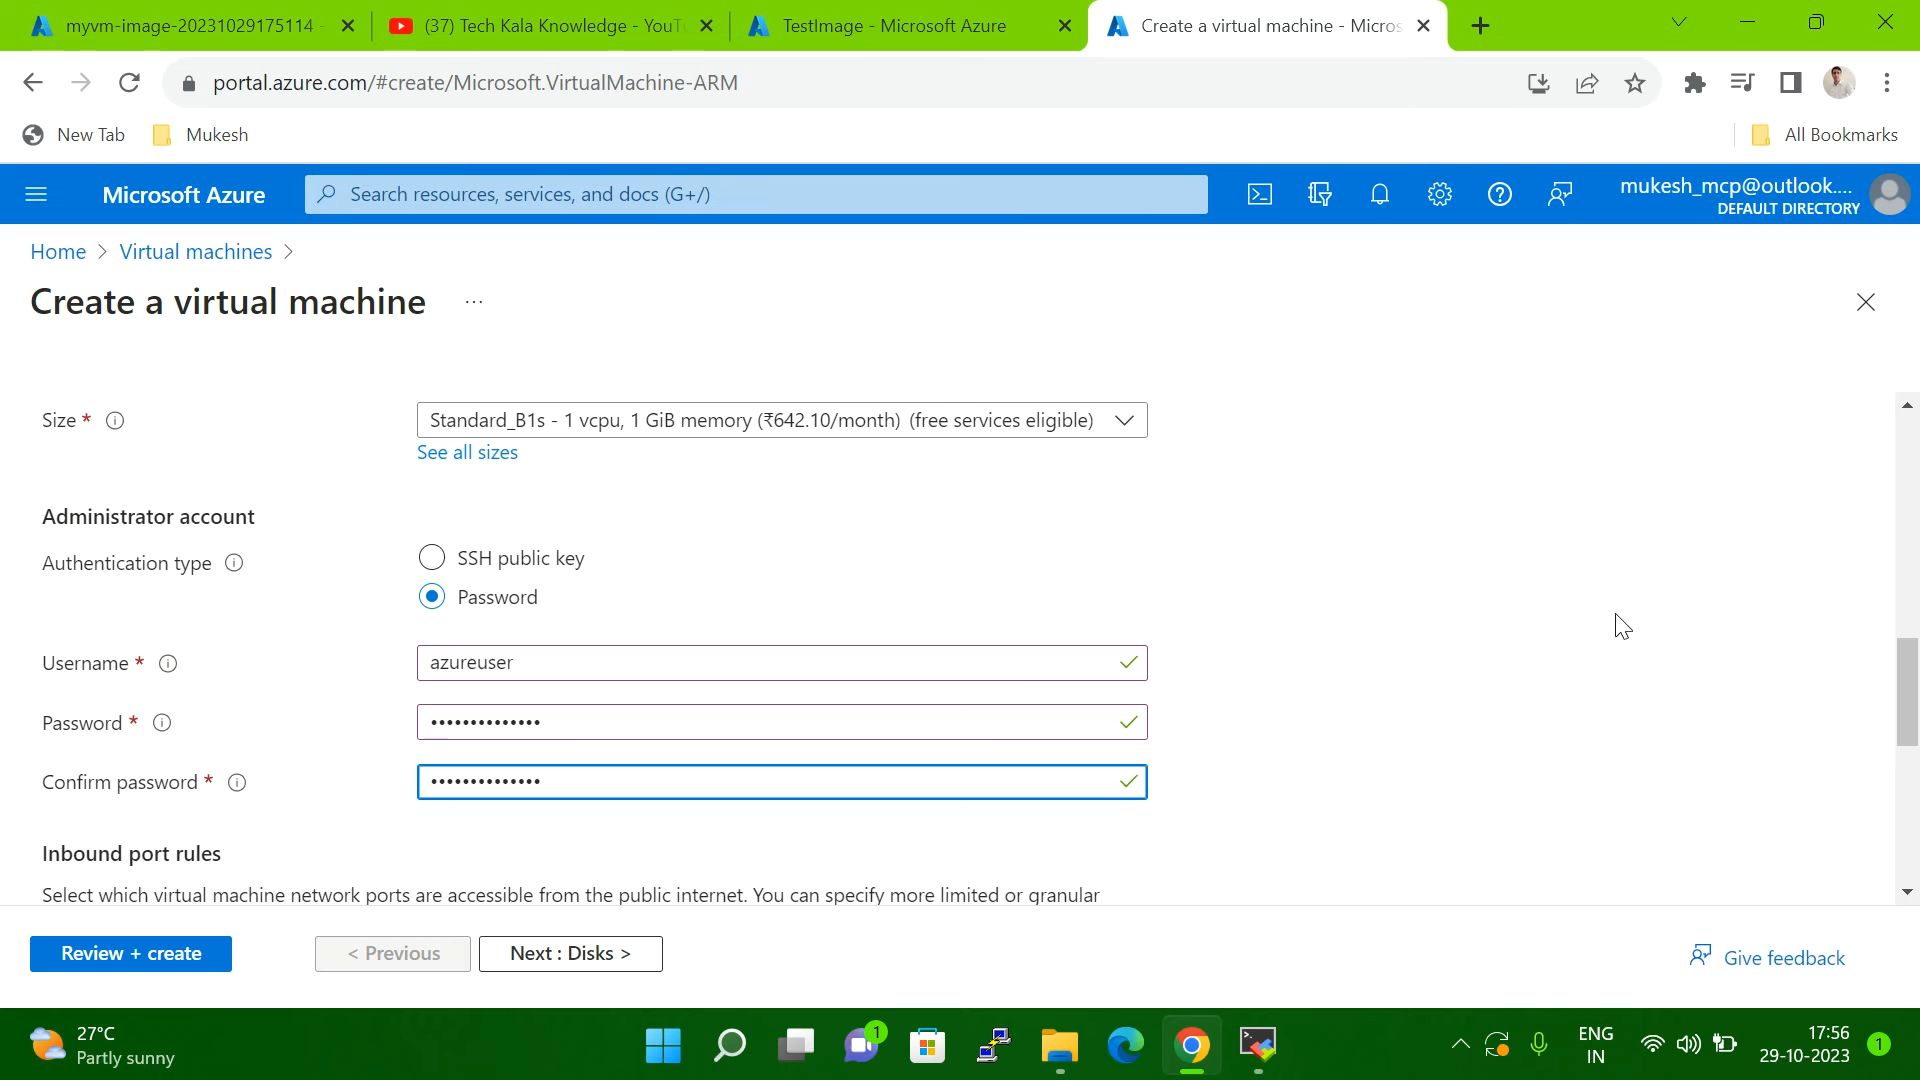 myvm-image-20231029175114 -
(37) Tech Kala Knowledge - YouTu
TestImage - Microsoft Azure
Create a virtual machine - Micros
portal.azure.com/#create/Microsoft.VirtualMachine-ARM
New Tab
Mukesh
All Bookmarks
Microsoft Azure
Search resources, services, and docs (G+/)
mukesh_mcp@outlook....
DEFAULT DIRECTORY
Home > Virtual machines >
Create a virtual machine ...
Size *
Standard_B1s - 1 vcpu, 1 GiB memory (₹642.10/month) (free services eligible)
See all sizes
Administrator account
Authentication type
SSH public key
Password
Username *
azureuser
Password *
••••••••••••••
Confirm password *
••••••••••••••
Inbound port rules
Select which virtual machine network ports are accessible from the public internet. You can specify more limited or granular
Review + create
< Previous
Next : Disks >
Give feedback
27°C
Partly sunny
1
ENG
IN
17:56
29-10-2023
1